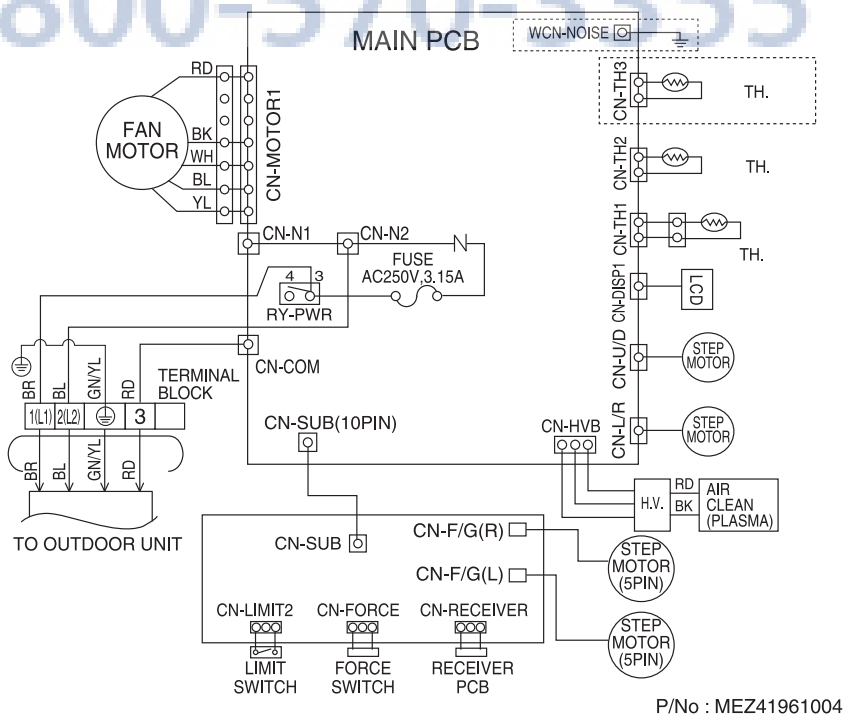 800-570-3333
MAIN PCB
WCN-NOISE
RD
BK
WH
BL
YL
FAN
MOTOR
CN-MOTOR1
CN-TH3
TH.
CN-TH2
TH.
CN-TH1
TH.
CN-N1
CN-N2
N
FUSE
AC250V,3.15A
4 3
RY-PWR
CN-DISP1
LCD
CN-COM
CN-U/D
STEP
MOTOR
CN-L/R
STEP
MOTOR
BR
BL
GN/YL
RD
TERMINAL
BLOCK
1(L1) 2(L2) 3
BR
BL
GN/YL
RD
TO OUTDOOR UNIT
CN-SUB(10PIN)
CN-HVB
H.V.
RD
BK
AIR
CLEAN
(PLASMA)
CN-SUB
CN-F/G(R)
CN-F/G(L)
STEP
MOTOR
(5PIN)
STEP
MOTOR
(5PIN)
CN-LIMIT2
CN-FORCE
CN-RECEIVER
LIMIT
SWITCH
FORCE
SWITCH
RECEIVER
PCB
P/No : MEZ41961004